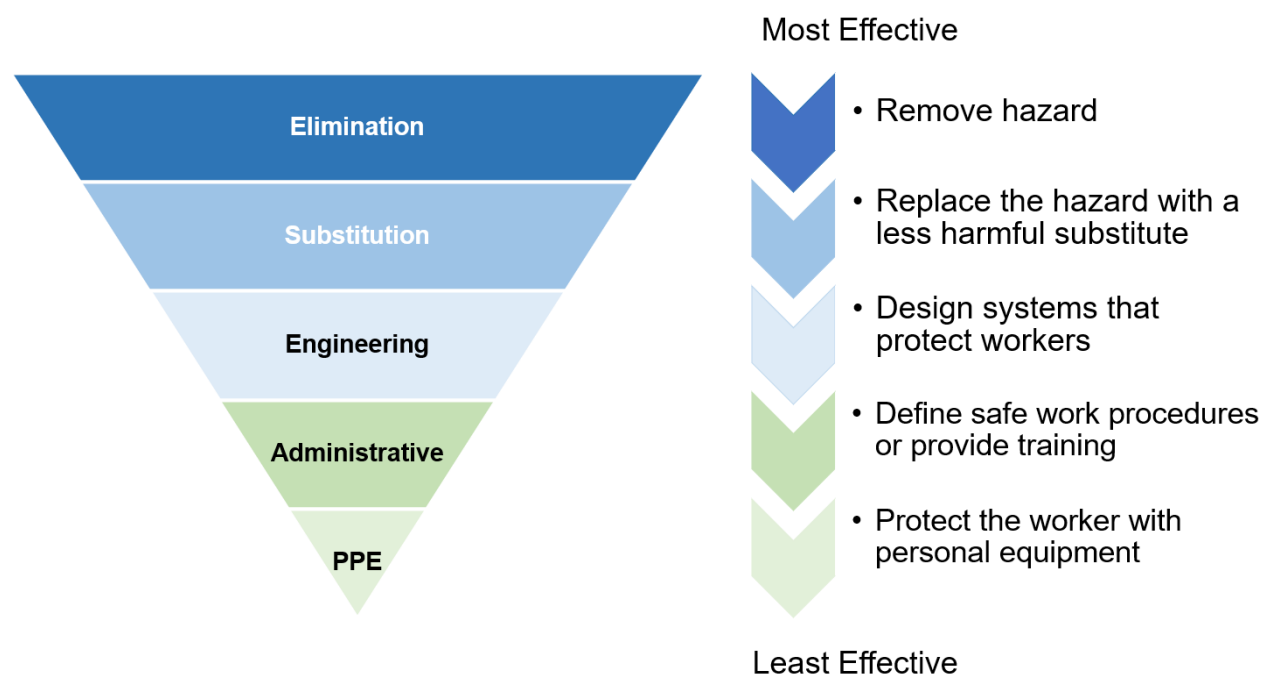 Most Effective
Elimination
• Remove hazard
Substitution
• Replace the hazard with a
less harmful substitute
Engineering
• Design systems that
protect workers
Administrative
• Define safe work procedures
or provide training
PPE
• Protect the worker with
personal equipment
Least Effective